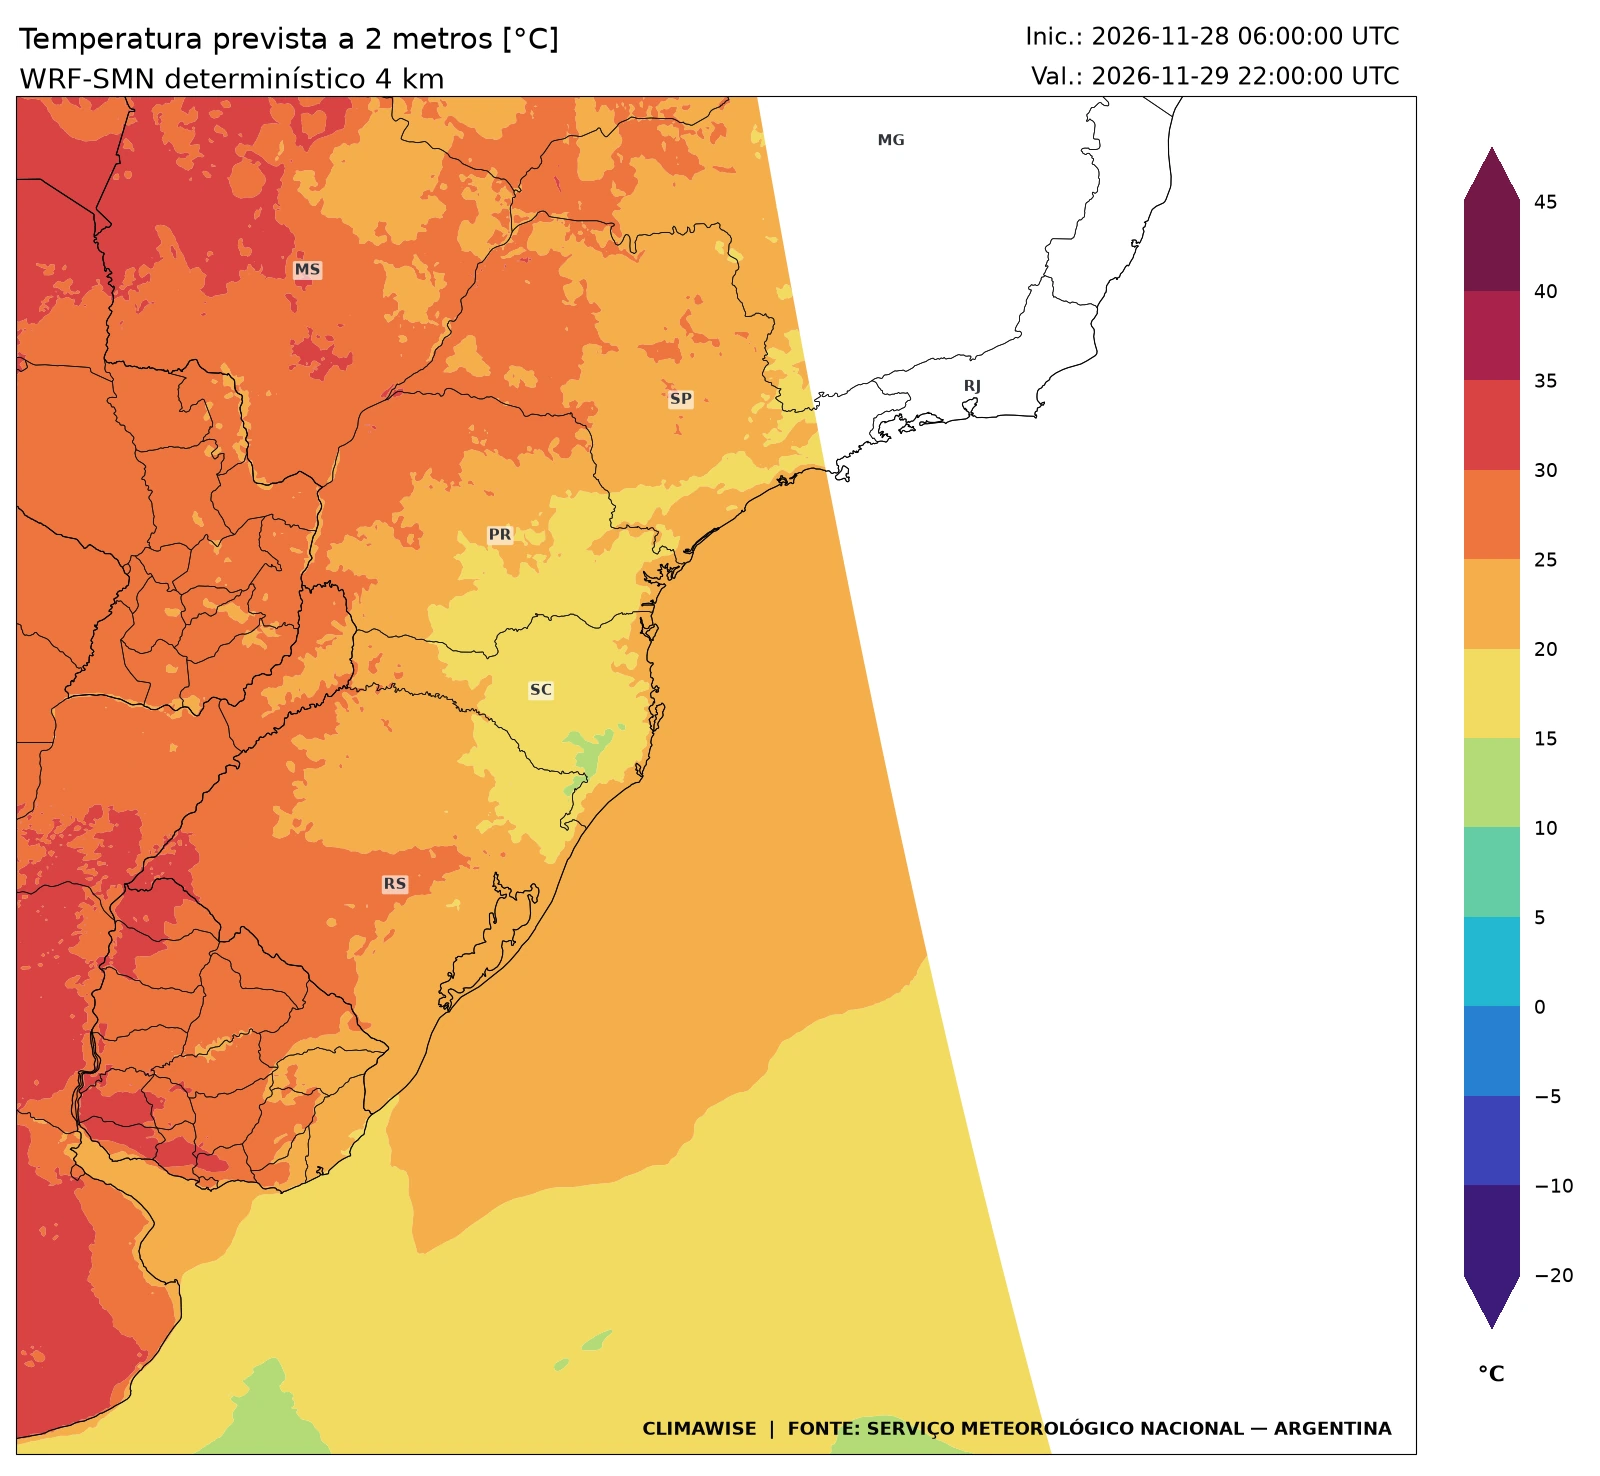 Temperatura prevista a 2 metros [°C]
WRF-SMN determinístico 4 km
Inic.: 2026-11-28 06:00:00 UTC
Val.: 2026-11-29 22:00:00 UTC
MG
MS
RJ
SP
PR
SC
RS
45
40
35
30
25
20
15
10
5
0
−5
−10
−20
°C
CLIMAWISE | FONTE: SERVIÇO METEOROLÓGICO NACIONAL — ARGENTINA